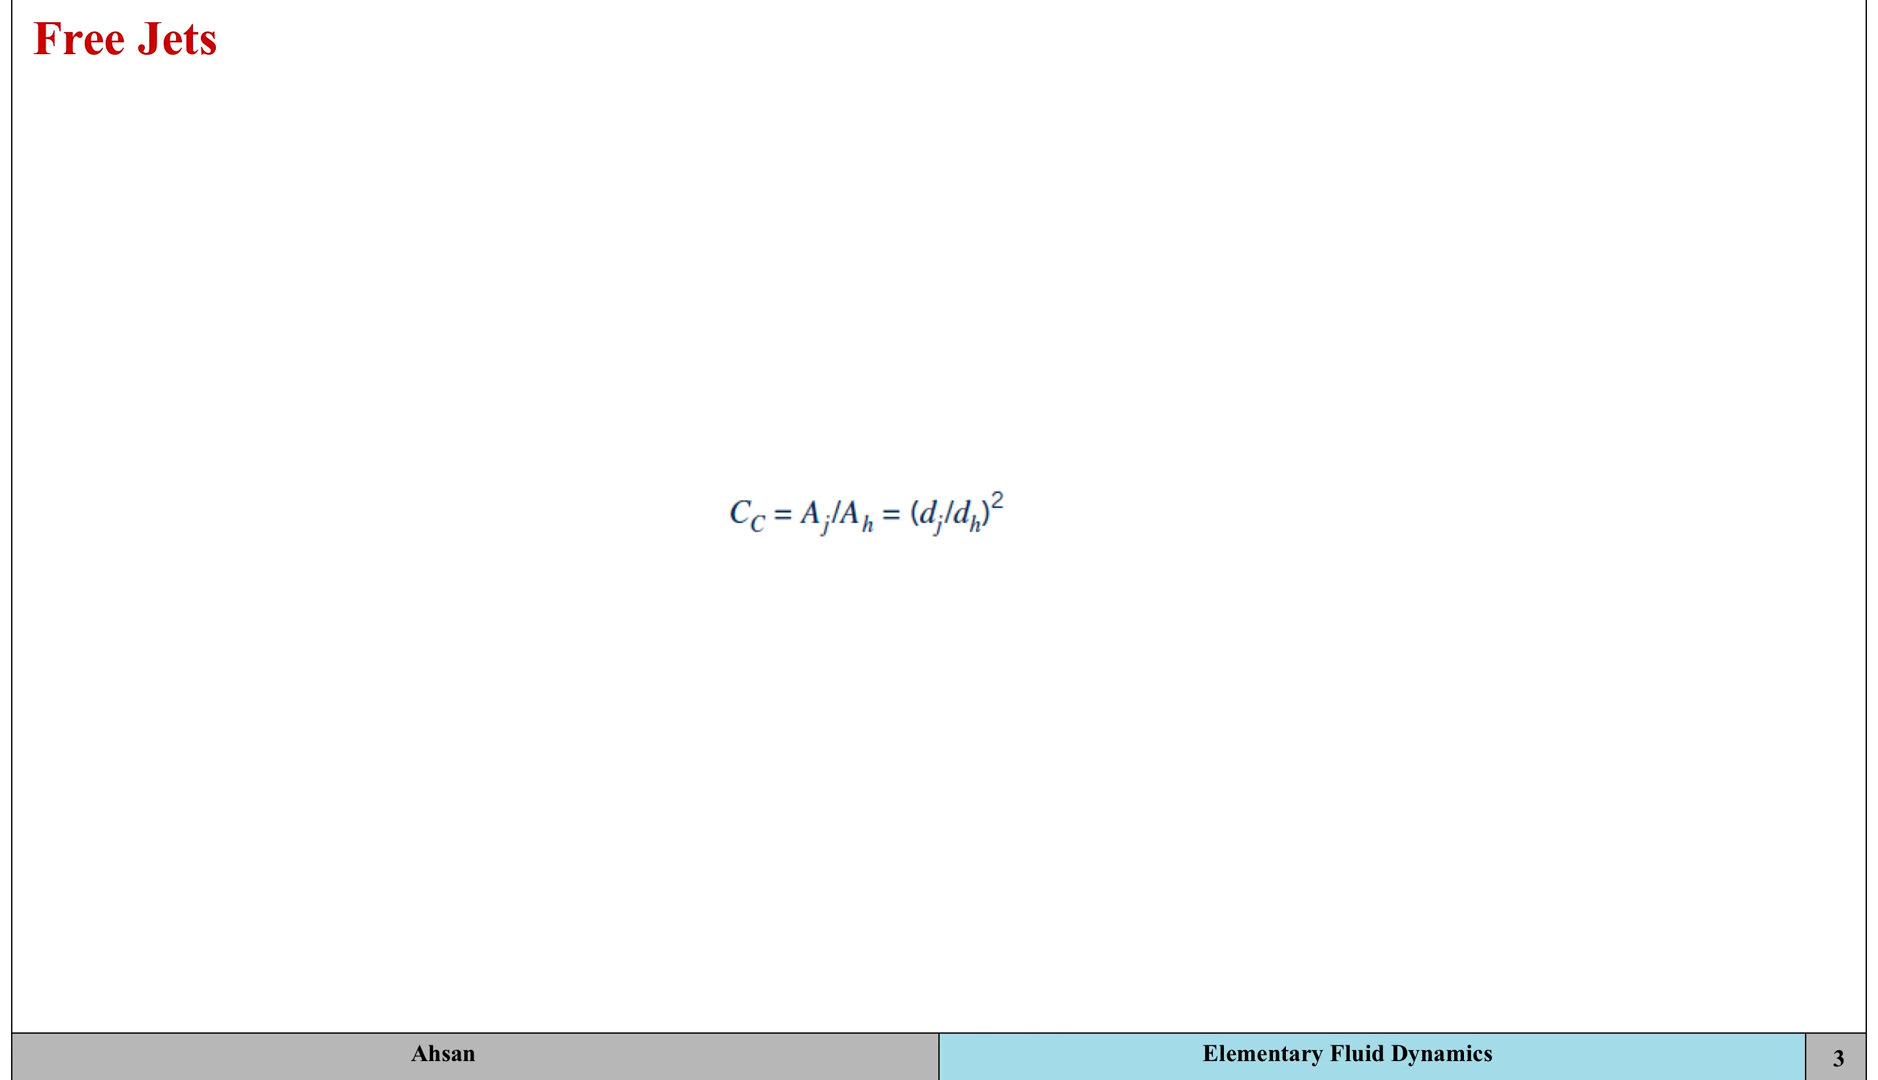 Free Jets
C_C = A_j/A_h = (d_j/d_h)^2
Ahsan
Elementary Fluid Dynamics
3